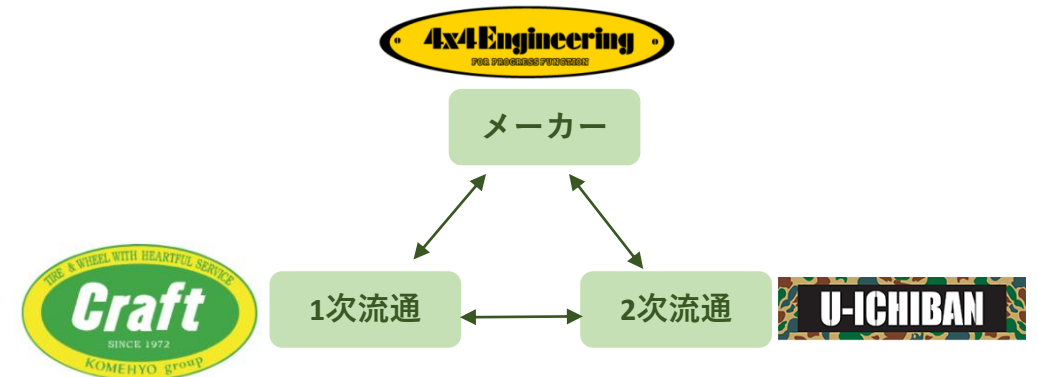 4x4Engineering
FOR PROGRESS FUNCTION
メーカー
TIRE & WHEEL WITH HEARTFUL SERVICE
Craft
SINCE 1972
KOMEHYO group
1次流通
2次流通
U-ICHIBAN